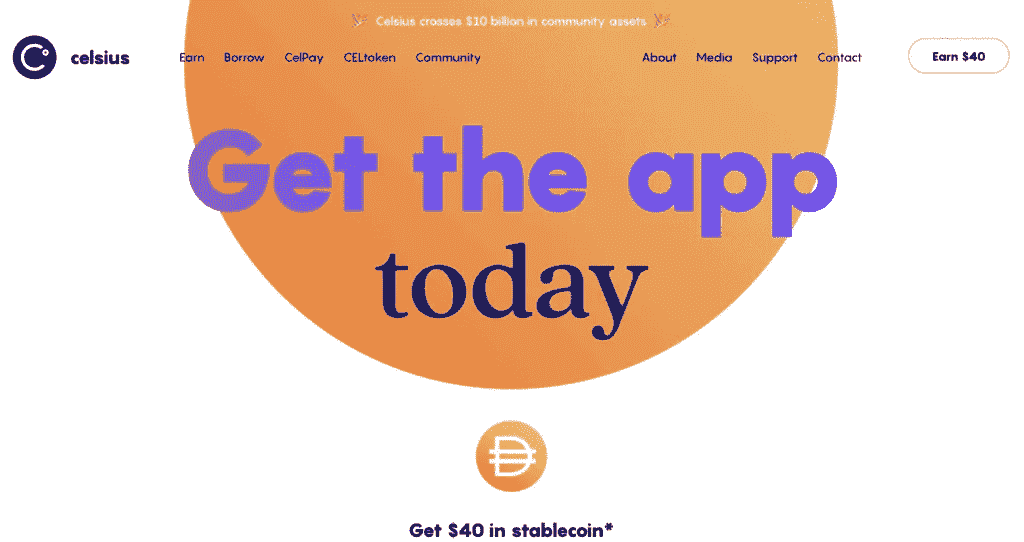 Celsius crosses $10 billion in community assets
celsius Earn Borrow CelPay CELtoken Community About Media Support Contact Earn $40
Get the app
today
Get $40 in stablecoin*